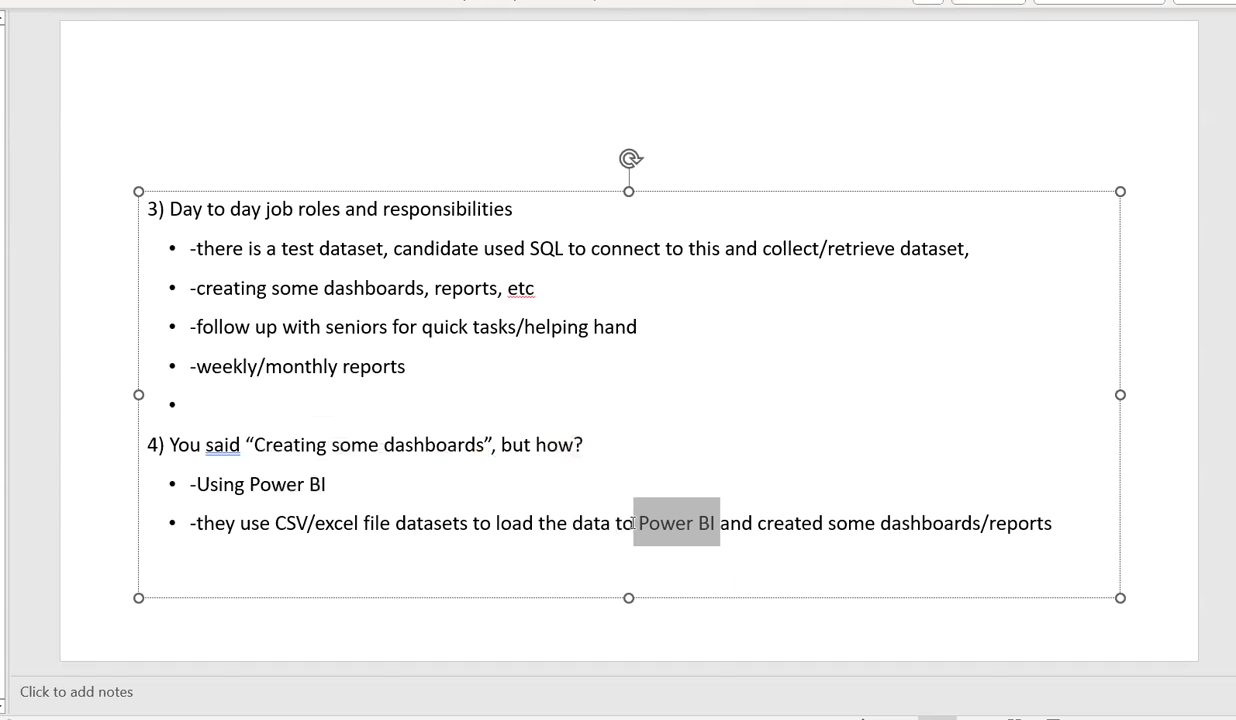 3) Day to day job roles and responsibilities
• -there is a test dataset, candidate used SQL to connect to this and collect/retrieve dataset,
• -creating some dashboards, reports, etc
• -follow up with seniors for quick tasks/helping hand
• -weekly/monthly reports
•
4) You said “Creating some dashboards”, but how?
• -Using Power BI
• -they use CSV/excel file datasets to load the data to Power BI and created some dashboards/reports
Click to add notes